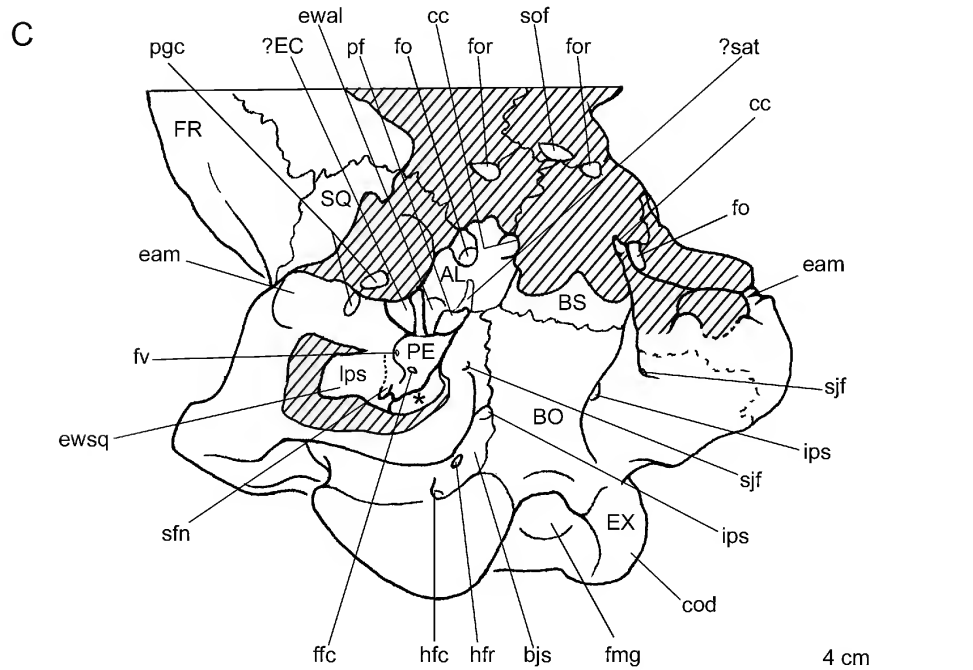 C
ewal cc sof
pgc ?EC pf fo for for ?sat
cc
FR
SQ
fo
eam eam
AL
BS
fv PE
lps sjf
*
BO
ewsq ips
sjf
sfn EX ips
cod
ffc hfc hfr bjs fmg 4 cm